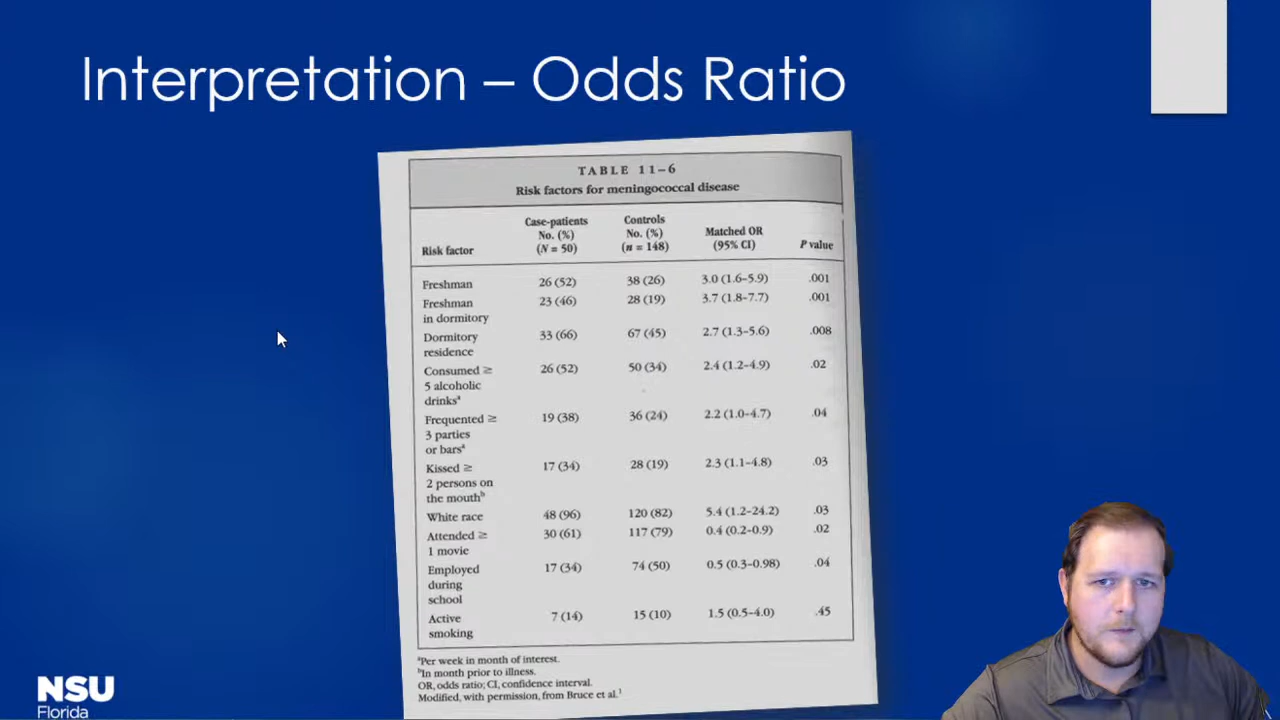 Interpretation – Odds Ratio
TABLE 11–6
Risk factors for meningococcal disease
Case-patients Controls
No. (%) No. (%) Matched OR
Risk factor (N = 50) (n = 148) (95% CI) P value
Freshman 26 (52) 38 (26) 3.0 (1.6–5.9) .001
Freshman 23 (46) 28 (19) 3.7 (1.8–7.7) .001
in dormitory
Dormitory 33 (66) 67 (45) 2.7 (1.3–5.6) .008
residence
Consumed ≥ 26 (52) 50 (34) 2.4 (1.2–4.9) .02
5 alcoholic
drinksᵃ
Frequented ≥ 19 (38) 36 (24) 2.2 (1.0–4.7) .04
3 parties
or barsᵃ
Kissed ≥ 17 (34) 28 (19) 2.3 (1.1–4.8) .03
2 persons on
the mouthᵇ
White race 48 (96) 120 (82) 5.4 (1.2–24.2) .03
Attended ≥ 30 (61) 117 (79) 0.4 (0.2–0.9) .02
1 movie
Employed 17 (34) 74 (50) 0.5 (0.3–0.98) .04
during
school
Active 7 (14) 15 (10) 1.5 (0.5–4.0) .45
smoking
ᵃPer week in month of interest.
ᵇIn month prior to illness.
OR, odds ratio; CI, confidence interval.
Modified, with permission, from Bruce et al.¹
NSU
Florida